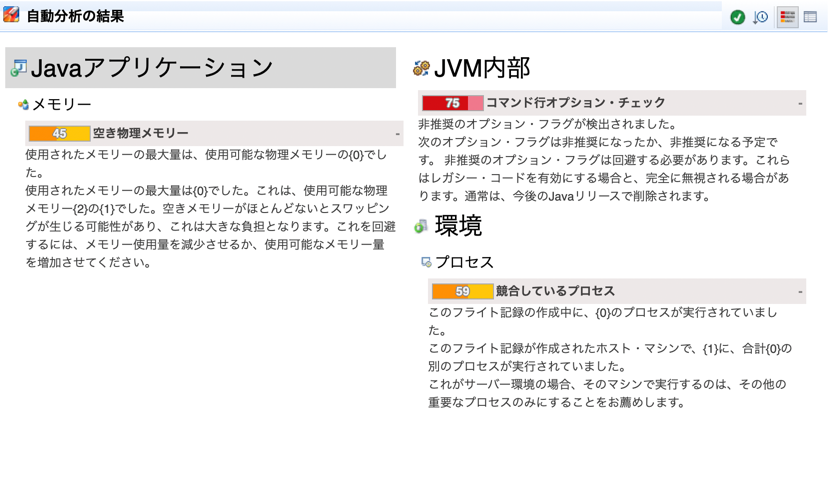 自動分析の結果
Javaアプリケーション
メモリー
45 空き物理メモリー -
使用されたメモリーの最大量は、使用可能な物理メモリーの{0}でし
た。
使用されたメモリーの最大量は{0}でした。これは、使用可能な物理
メモリー{2}の{1}でした。空きメモリーがほとんどないとスワッピン
グが生じる可能性があり、これは大きな負担となります。これを回避
するには、メモリー使用量を減少させるか、使用可能なメモリー量
を増加させてください。
JVM内部
75 コマンド行オプション・チェック -
非推奨のオプション・フラグが検出されました。
次のオプション・フラグは非推奨になったか、非推奨になる予定で
す。 非推奨のオプション・フラグは回避する必要があります。これら
はレガシー・コードを有効にする場合と、完全に無視される場合があ
ります。通常は、今後のJavaリリースで削除されます。
環境
プロセス
59 競合しているプロセス -
このフライト記録の作成中に、{0}のプロセスが実行されていまし
た。
このフライト記録が作成されたホスト・マシンで、{1}に、合計{0}の
別のプロセスが実行されていました。
これがサーバー環境の場合、そのマシンで実行するのは、その他の
重要なプロセスのみにすることをお薦めします。